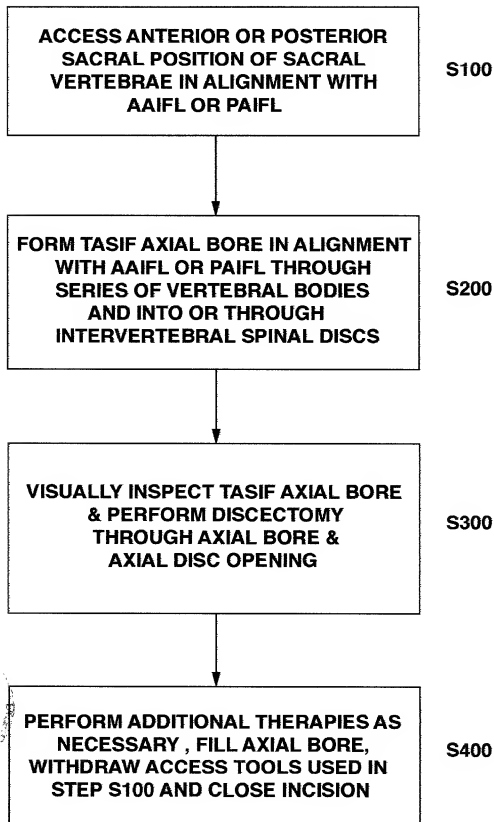 ACCESS ANTERIOR OR POSTERIOR
SACRAL POSITION OF SACRAL
VERTEBRAE IN ALIGNMENT WITH
AAIFL OR PAIFL
S100
FORM TASIF AXIAL BORE IN ALIGNMENT
WITH AAIFL OR PAIFL THROUGH
SERIES OF VERTEBRAL BODIES
AND INTO OR THROUGH
INTERVERTEBRAL SPINAL DISCS
S200
VISUALLY INSPECT TASIF AXIAL BORE
& PERFORM DISCECTOMY
THROUGH AXIAL BORE &
AXIAL DISC OPENING
S300
PERFORM ADDITIONAL THERAPIES AS
NECESSARY , FILL AXIAL BORE,
WITHDRAW ACCESS TOOLS USED IN
STEP S100 AND CLOSE INCISION
S400